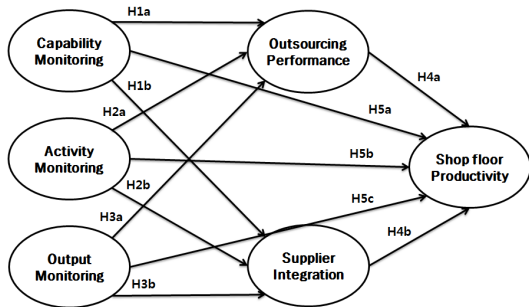 H1a
Capability
Monitoring
Outsourcing
Performance
H1b
H4a
H2a
H5a
Activity
Monitoring
H5b
Shop floor
Productivity
H2b
H3a
H5c
H4b
Output
Monitoring
Supplier
Integration
H3b